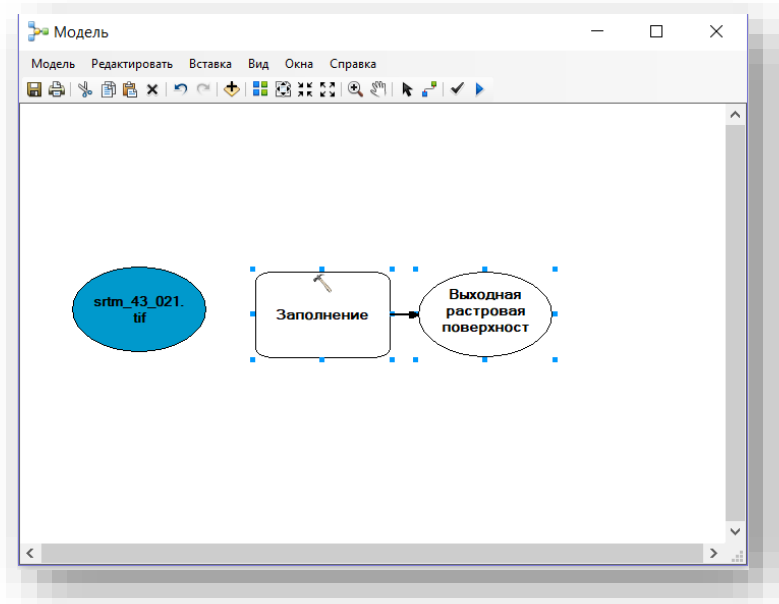 Модель
Модель Редактировать Вставка Вид Окна Справка
srtm_43_021.
tif
Заполнение
Выходная
растровая
поверхност